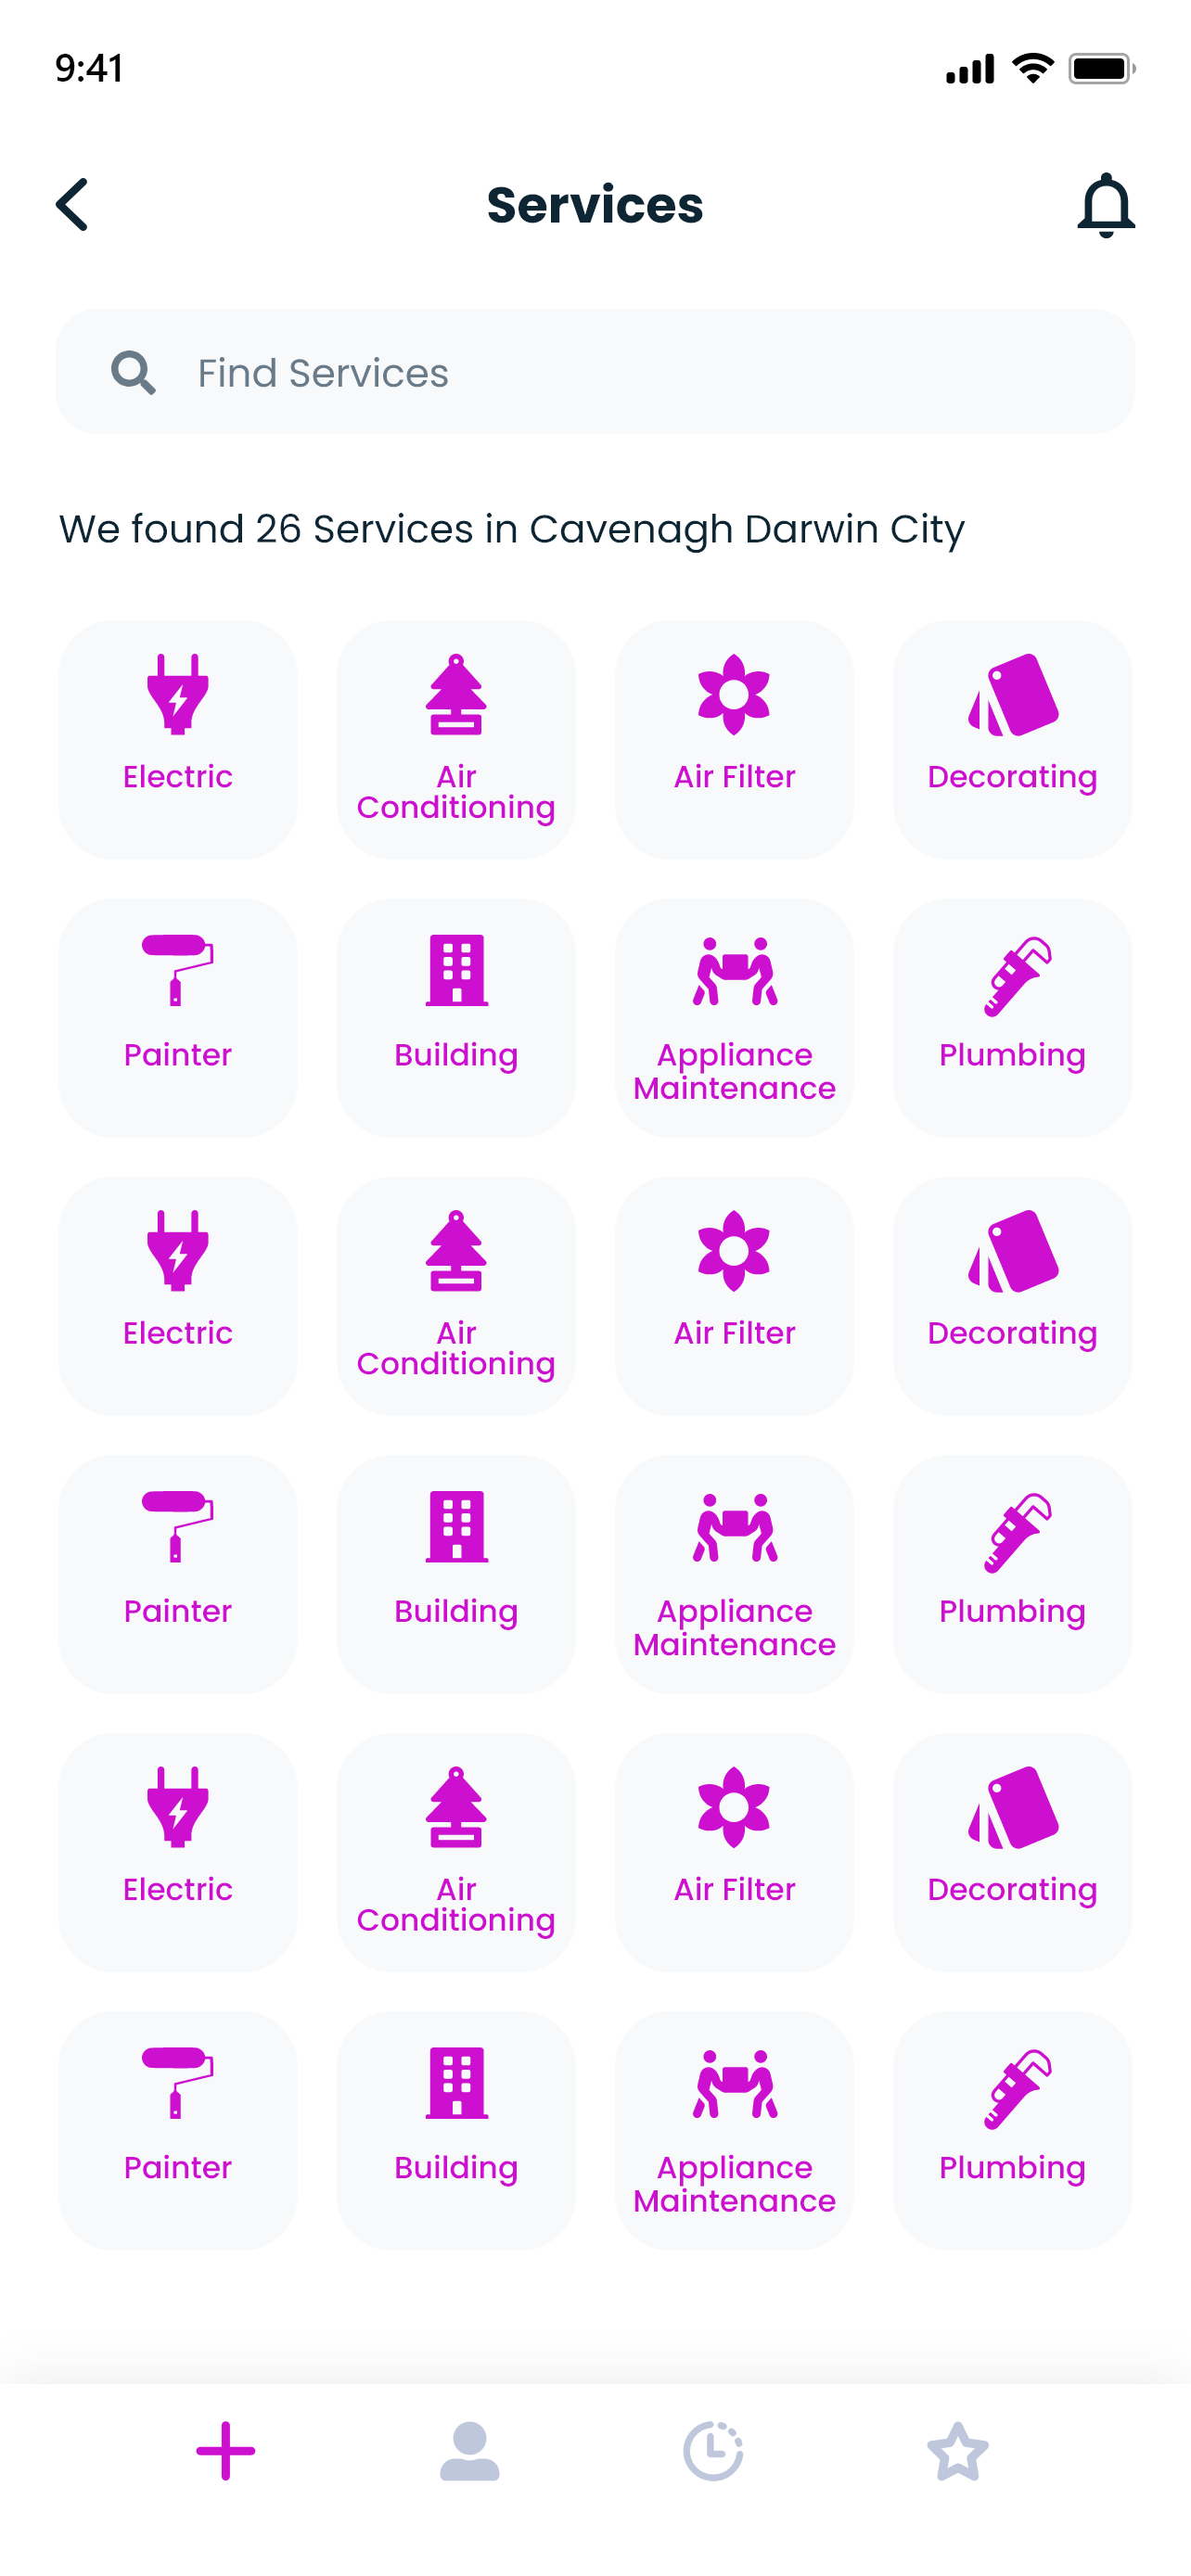 9:41
Services
Find Services
We found 26 Services in Cavenagh Darwin City
Electric
Air
Conditioning
Air Filter
Decorating
Painter
Building
Appliance
Maintenance
Plumbing
Electric
Air
Conditioning
Air Filter
Decorating
Painter
Building
Appliance
Maintenance
Plumbing
Electric
Air
Conditioning
Air Filter
Decorating
Painter
Building
Appliance
Maintenance
Plumbing